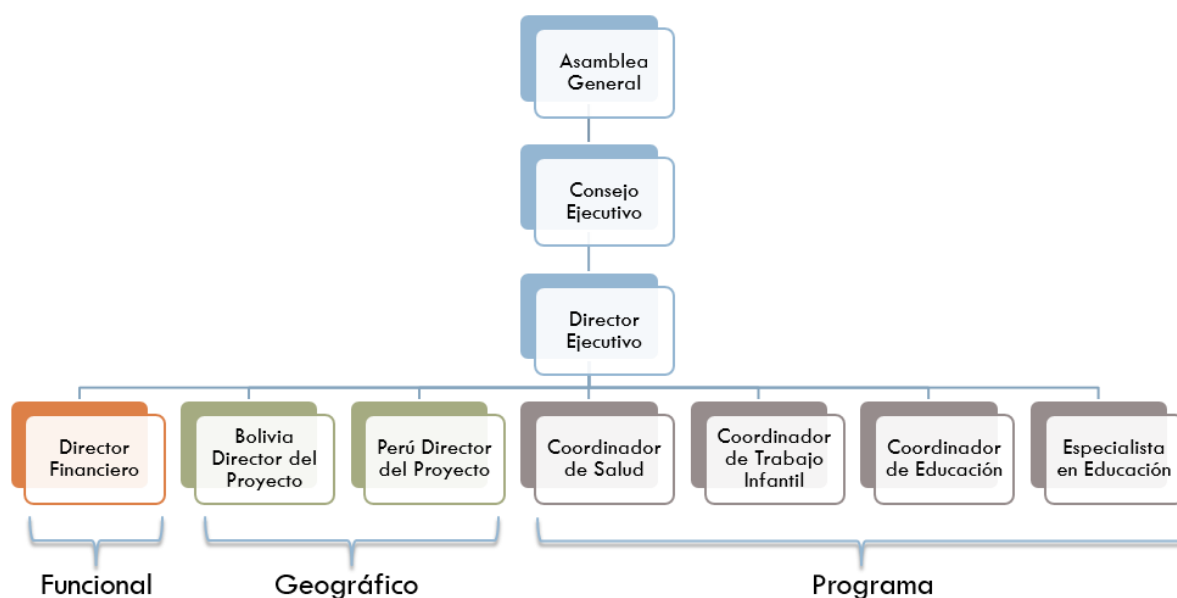 Asamblea
General
Consejo
Ejecutivo
Director
Ejecutivo
Director
Financiero
Bolivia
Director del
Proyecto
Perú Director
del Proyecto
Coordinador
de Salud
Coordinador
de Trabajo
Infantil
Coordinador
de Educación
Especialista
en Educación
Funcional
Geográfico
Programa